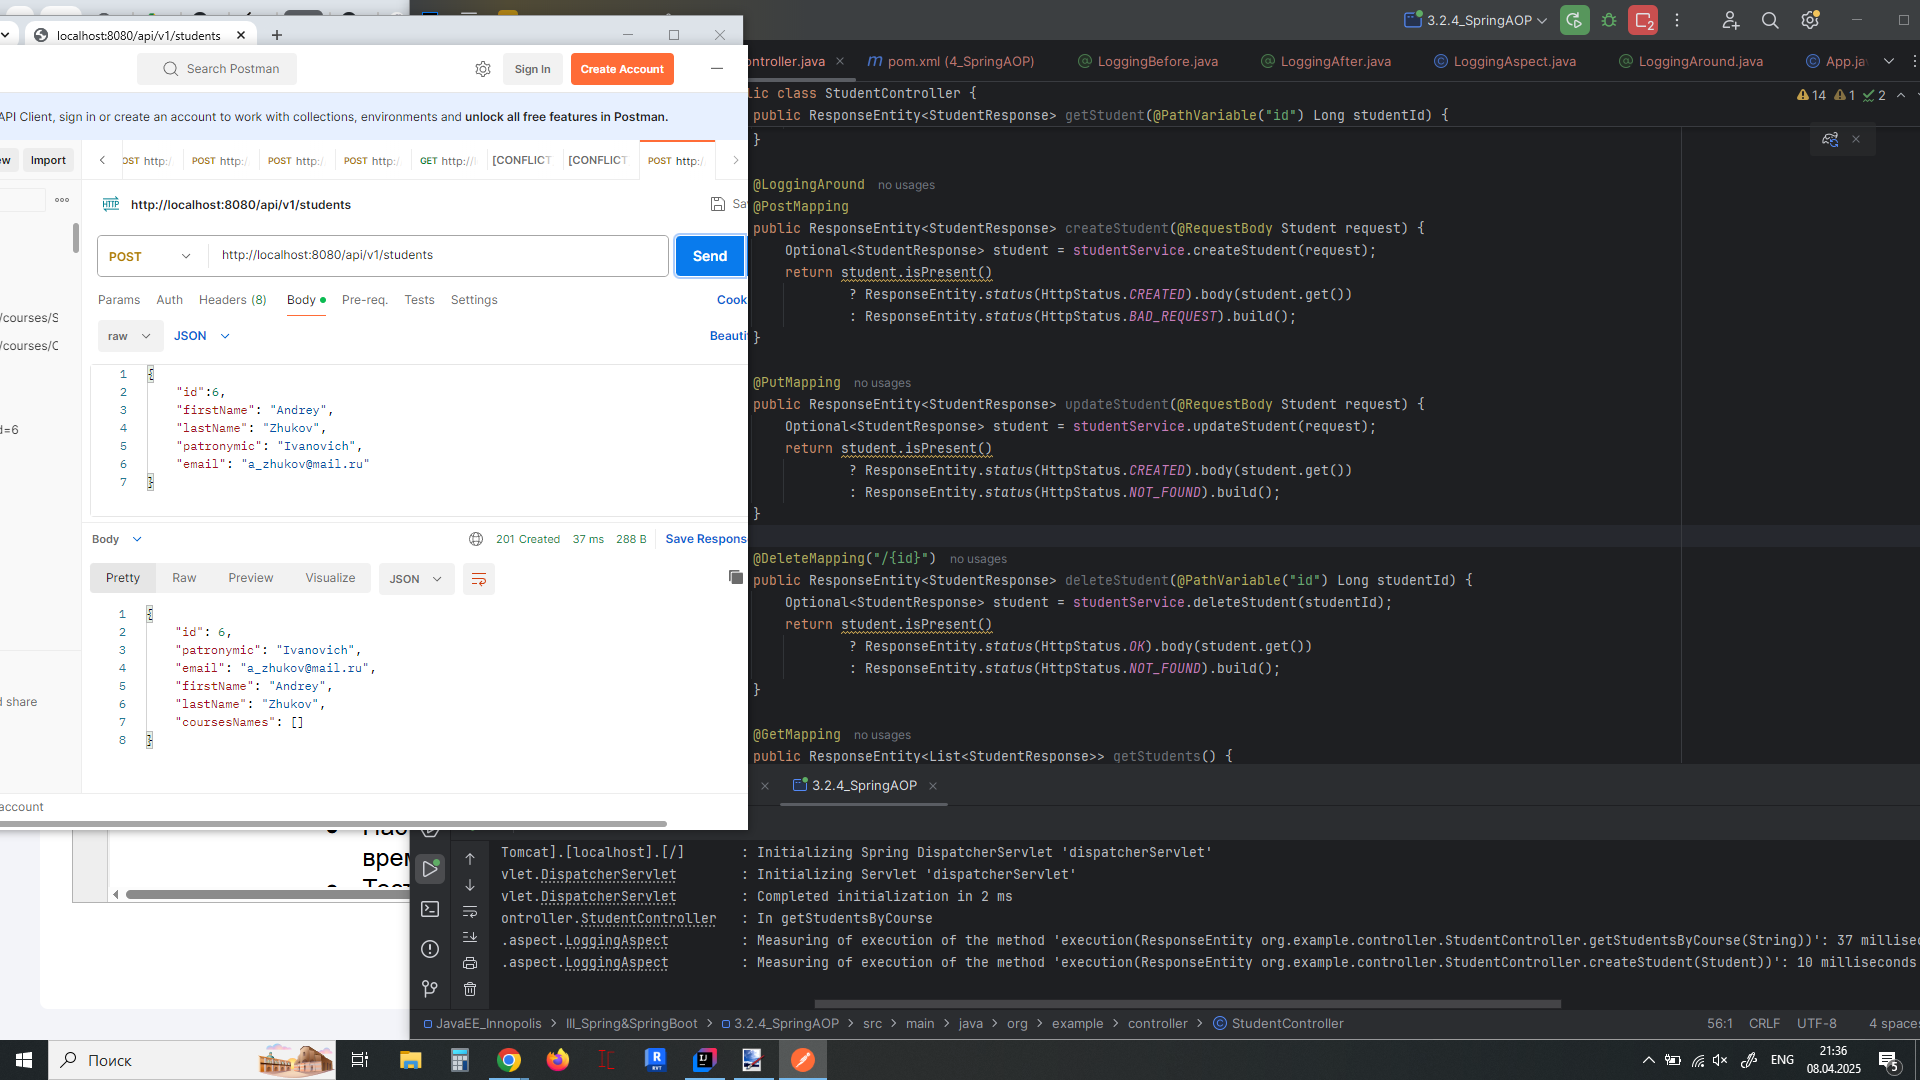 localhost:8080/api/v1/students
Search Postman
Sign In
Create Account
API Client, sign in or create an account to work with collections, environments and unlock all free features in Postman.
Import
POST http:/
POST http:/
POST http:/
GET http://
[CONFLICT
[CONFLICT
POST http:/
HTTP
http://localhost:8080/api/v1/students
POST
http://localhost:8080/api/v1/students
Send
Params
Auth
Headers (8)
Body
Pre-req.
Tests
Settings
Cook
raw
JSON
Beauti
1 {
2 "id":6,
3 "firstName": "Andrey",
4 "lastName": "Zhukov",
5 "patronymic": "Ivanovich",
6 "email": "a_zhukov@mail.ru"
7 }
/courses/S
/courses/C
d=6
Body
201 Created
37 ms
288 B
Save Respons
Pretty
Raw
Preview
Visualize
JSON
1 {
2 "id": 6,
3 "patronymic": "Ivanovich",
4 "email": "a_zhukov@mail.ru",
5 "firstName": "Andrey",
6 "lastName": "Zhukov",
7 "coursesNames": []
8 }
d share
account
3.2.4_SpringAOP
2
ontroller.java
m pom.xml (4_SpringAOP)
LoggingBefore.java
LoggingAfter.java
LoggingAspect.java
LoggingAround.java
App.ja
14 1 2
lic class StudentController {
public ResponseEntity<StudentResponse> getStudent(@PathVariable("id") Long studentId) {
}
@LoggingAround no usages
@PostMapping
public ResponseEntity<StudentResponse> createStudent(@RequestBody Student request) {
Optional<StudentResponse> student = studentService.createStudent(request);
return student.isPresent()
? ResponseEntity.status(HttpStatus.CREATED).body(student.get())
: ResponseEntity.status(HttpStatus.BAD_REQUEST).build();
}
@PutMapping no usages
public ResponseEntity<StudentResponse> updateStudent(@RequestBody Student request) {
Optional<StudentResponse> student = studentService.updateStudent(request);
return student.isPresent()
? ResponseEntity.status(HttpStatus.CREATED).body(student.get())
: ResponseEntity.status(HttpStatus.NOT_FOUND).build();
}
@DeleteMapping("/{id}") no usages
public ResponseEntity<StudentResponse> deleteStudent(@PathVariable("id") Long studentId) {
Optional<StudentResponse> student = studentService.deleteStudent(studentId);
return student.isPresent()
? ResponseEntity.status(HttpStatus.OK).body(student.get())
: ResponseEntity.status(HttpStatus.NOT_FOUND).build();
}
@GetMapping no usages
public ResponseEntity<List<StudentResponse>> getStudents() {
3.2.4_SpringAOP
Tomcat].[localhost].[/] : Initializing Spring DispatcherServlet 'dispatcherServlet'
vlet.DispatcherServlet : Initializing Servlet 'dispatcherServlet'
vlet.DispatcherServlet : Completed initialization in 2 ms
ontroller.StudentController : In getStudentsByCourse
.aspect.LoggingAspect : Measuring of execution of the method 'execution(ResponseEntity org.example.controller.StudentController.getStudentsByCourse(String))': 37 millisec
.aspect.LoggingAspect : Measuring of execution of the method 'execution(ResponseEntity org.example.controller.StudentController.createStudent(Student))': 10 milliseconds
JavaEE_Innopolis > III_Spring&SpringBoot > 3.2.4_SpringAOP > src > main > java > org > example > controller > StudentController
56:1 CRLF UTF-8 4 spaces
Поиск
ENG
21:36
08.04.2025
5